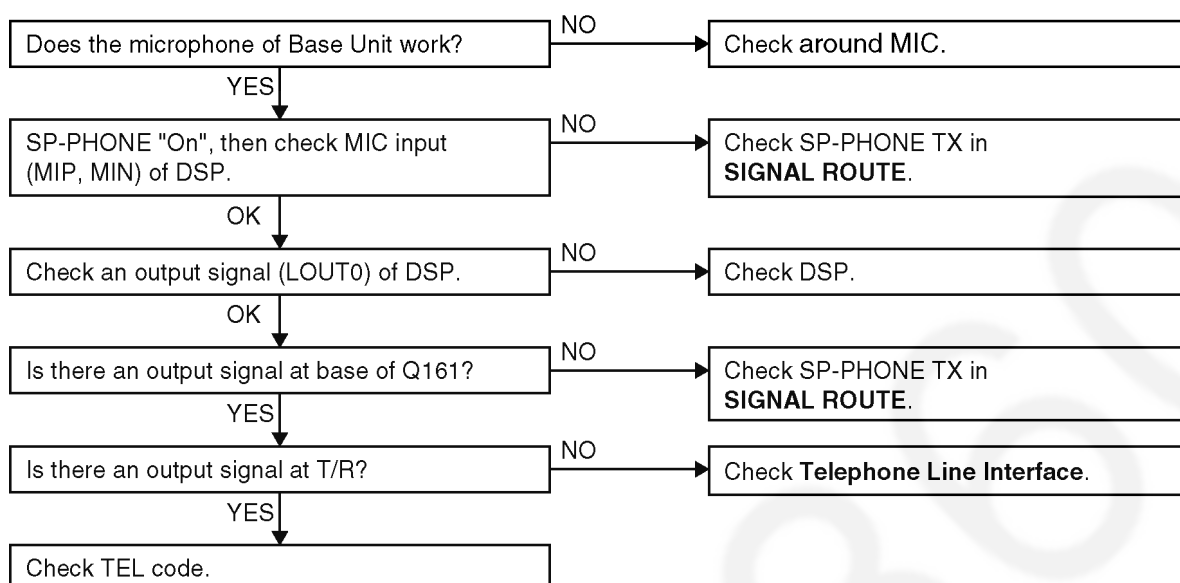 Does the microphone of Base Unit work?
NO
Check around MIC.
YES
SP-PHONE "On", then check MIC input
(MIP, MIN) of DSP.
NO
Check SP-PHONE TX in
SIGNAL ROUTE.
OK
Check an output signal (LOUT0) of DSP.
NO
Check DSP.
OK
Is there an output signal at base of Q161?
NO
Check SP-PHONE TX in
SIGNAL ROUTE.
YES
Is there an output signal at T/R?
NO
Check Telephone Line Interface.
YES
Check TEL code.